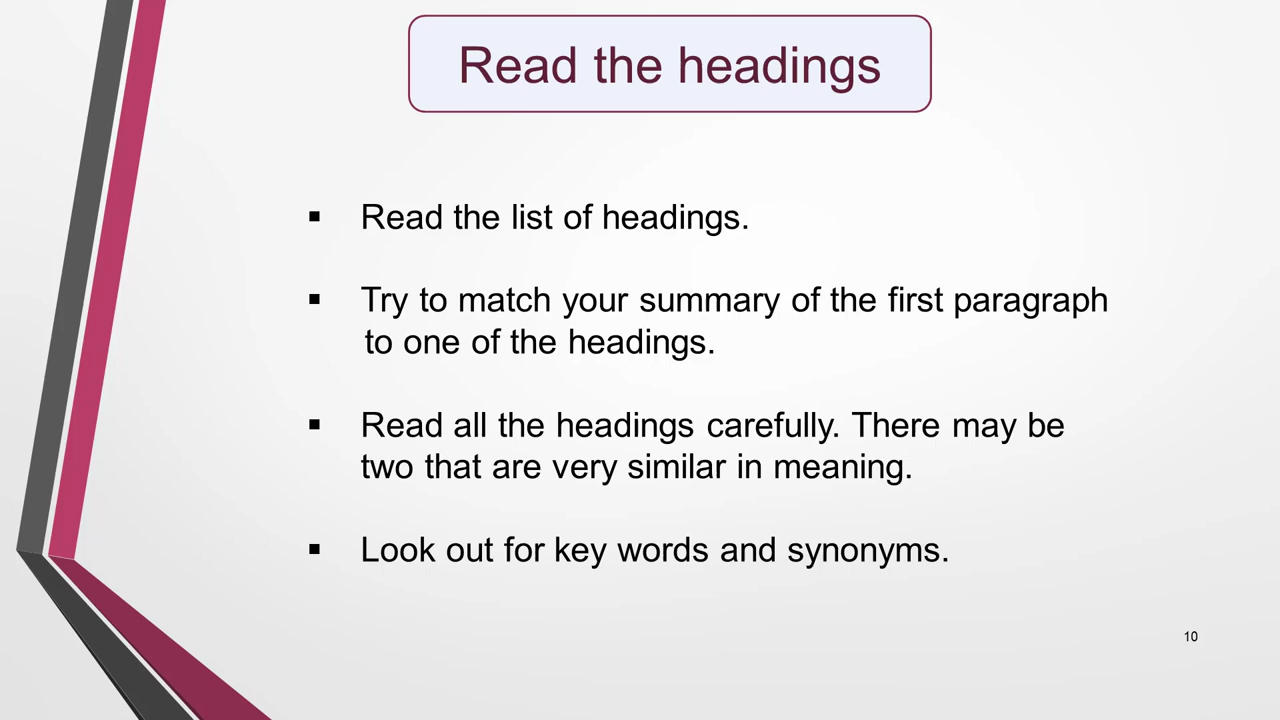 Read the headings
▪ Read the list of headings.
▪ Try to match your summary of the first paragraph
to one of the headings.
▪ Read all the headings carefully. There may be
two that are very similar in meaning.
▪ Look out for key words and synonyms.
10